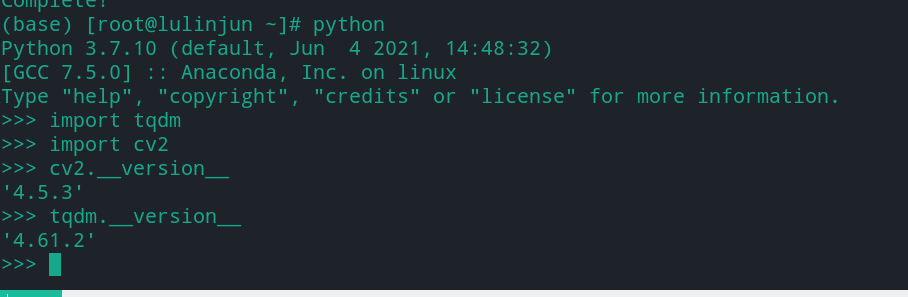 Complete!
(base) [root@lulinjun ~]# python
Python 3.7.10 (default, Jun  4 2021, 14:48:32)
[GCC 7.5.0] :: Anaconda, Inc. on linux
Type "help", "copyright", "credits" or "license" for more information.
>>> import tqdm
>>> import cv2
>>> cv2.__version__
'4.5.3'
>>> tqdm.__version__
'4.61.2'
>>>